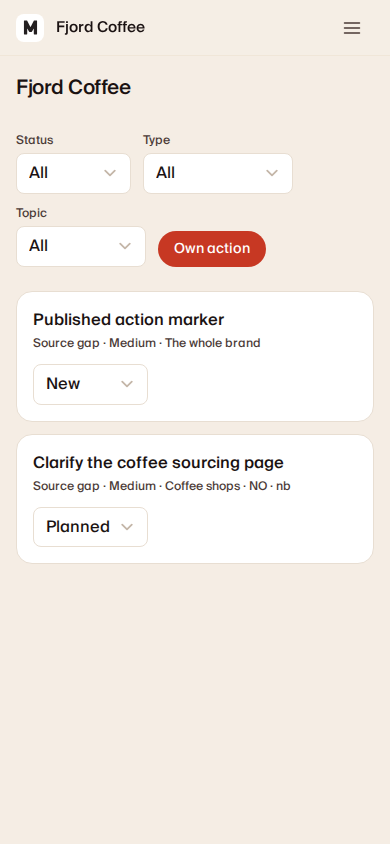 M Fjord Coffee
Fjord Coffee
Status Type
All All
Topic
All Own action
Published action marker
Source gap · Medium · The whole brand
New
Clarify the coffee sourcing page
Source gap · Medium · Coffee shops · NO · nb
Planned